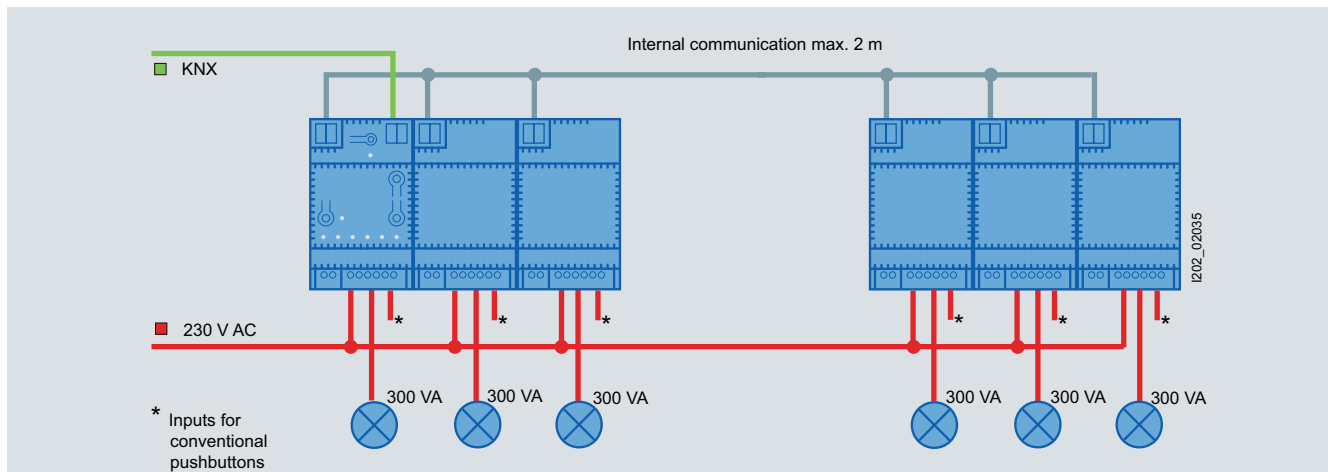 Internal communication max. 2 m
KNX
I202_02035
* * * * * *
230 V AC
300 VA 300 VA 300 VA 300 VA 300 VA 300 VA
* Inputs for
conventional
pushbuttons